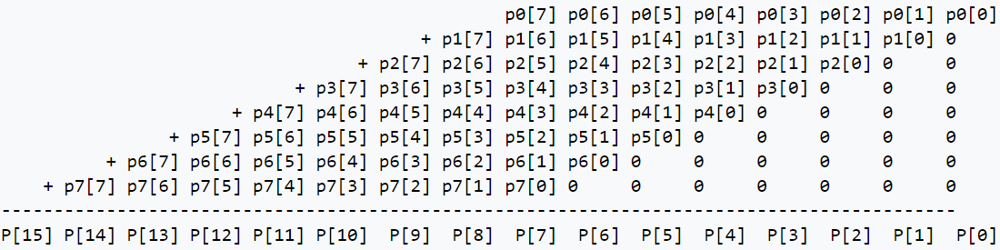 p0[7] p0[6] p0[5] p0[4] p0[3] p0[2] p0[1] p0[0]
+ p1[7] p1[6] p1[5] p1[4] p1[3] p1[2] p1[1] p1[0] 0
+ p2[7] p2[6] p2[5] p2[4] p2[3] p2[2] p2[1] p2[0] 0 0
+ p3[7] p3[6] p3[5] p3[4] p3[3] p3[2] p3[1] p3[0] 0 0 0
+ p4[7] p4[6] p4[5] p4[4] p4[3] p4[2] p4[1] p4[0] 0 0 0 0
+ p5[7] p5[6] p5[5] p5[4] p5[3] p5[2] p5[1] p5[0] 0 0 0 0 0
+ p6[7] p6[6] p6[5] p6[4] p6[3] p6[2] p6[1] p6[0] 0 0 0 0 0 0
+ p7[7] p7[6] p7[5] p7[4] p7[3] p7[2] p7[1] p7[0] 0 0 0 0 0 0 0
-------------------------------------------------------------------------------------------
P[15] P[14] P[13] P[12] P[11] P[10] P[9] P[8] P[7] P[6] P[5] P[4] P[3] P[2] P[1] P[0]